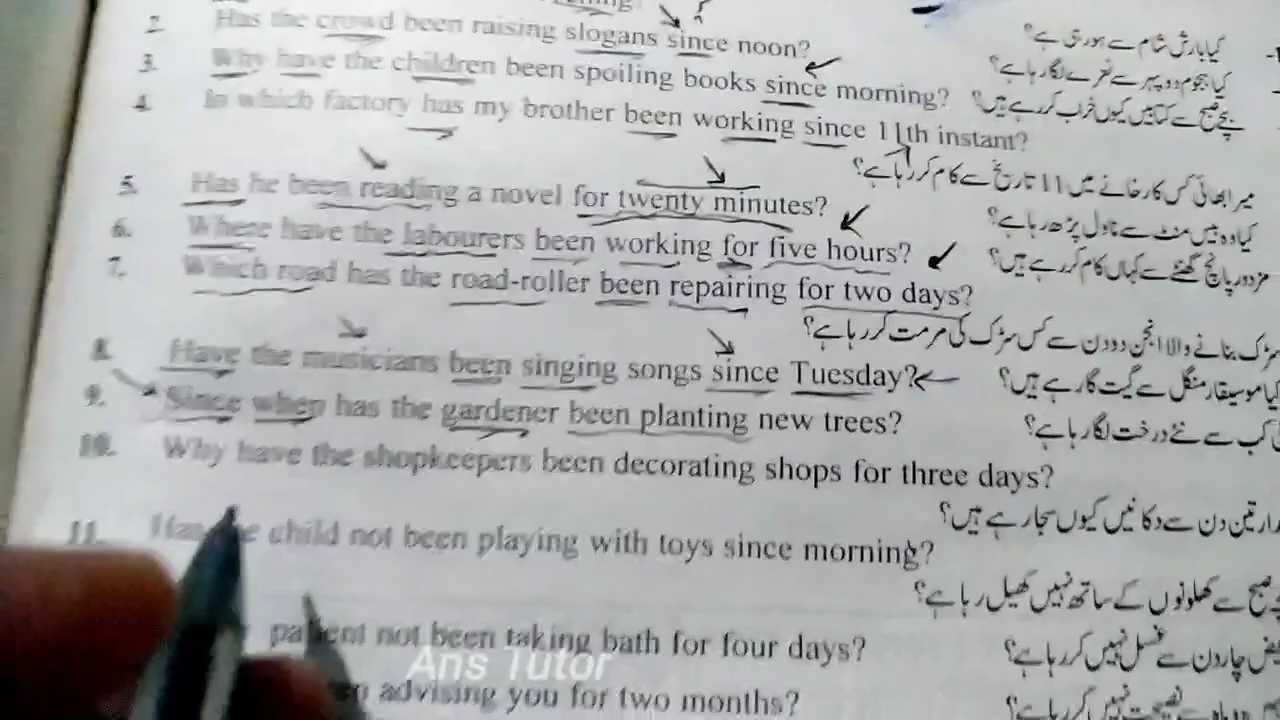 2. Has the crowd been raising slogans since noon?
کیا بارش شام سے ہو رہی ہے؟
3. Why have the children been spoiling books since morning?
کیا ہجوم دوپہر سے نعرے لگا رہا ہے؟
4. In which factory has my brother been working since 11th instant?
بچے صبح سے کتابیں کیوں خراب کر رہے ہیں؟
میرا بھائی کس کارخانے میں 11 تاریخ سے کام کر رہا ہے؟
5. Has he been reading a novel for twenty minutes?
کیا وہ بیس منٹ سے ناول پڑھ رہا ہے؟
6. Where have the labourers been working for five hours?
مزدور پانچ گھنٹے سے کہاں کام کر رہے ہیں؟
7. Which road has the road-roller been repairing for two days?
سڑک بنانے والا انجن دو دن سے کس سڑک کی مرمت کر رہا ہے؟
8. Have the musicians been singing songs since Tuesday?
کیا موسیقار منگل سے گیت گا رہے ہیں؟
9. Since when has the gardener been planting new trees?
کب سے نئے درخت لگا رہا ہے؟
10. Why have the shopkeepers been decorating shops for three days?
تین دن سے دکانیں کیوں سجا رہے ہیں؟
11. child not been playing with toys since morning?
صبح سے کھلونوں کے ساتھ نہیں کھیل رہا ہے؟
patient not been taking bath for four days?
چار دن سے غسل نہیں کر رہا ہے؟
advising you for two months?
نصیحت نہیں کر رہا ہے؟
Ans Tutor